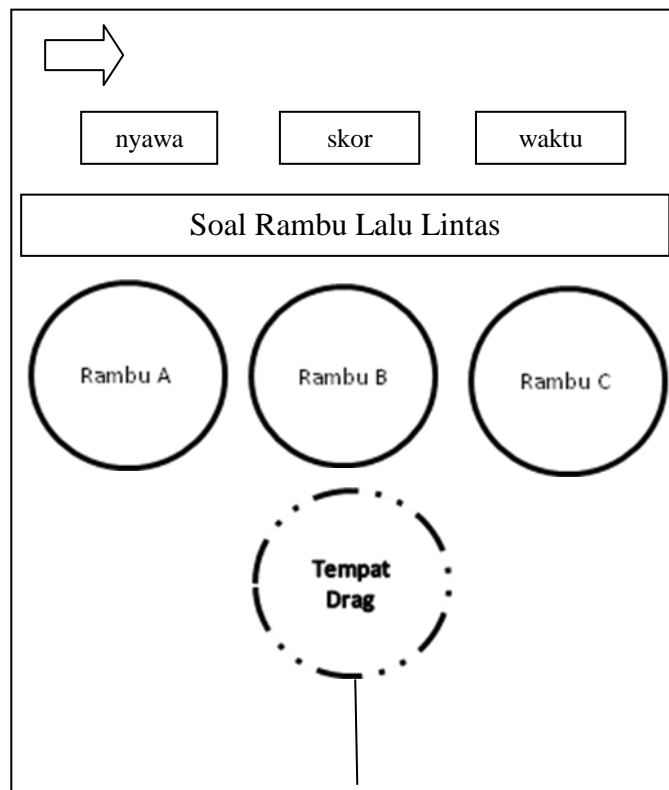 nyawa
skor
waktu
Soal Rambu Lalu Lintas
Rambu A
Rambu B
Rambu C
Tempat
Drag